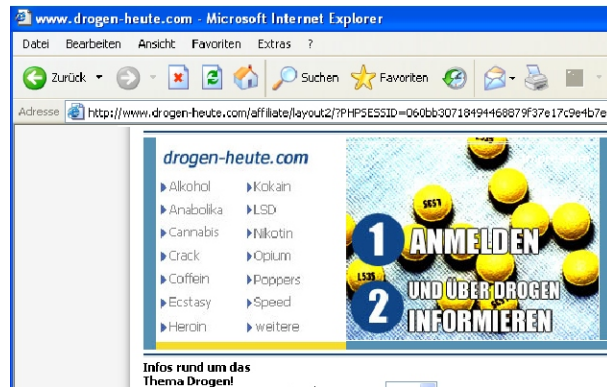 www.drogen-heute.com - Microsoft Internet Explorer
Datei Bearbeiten Ansicht Favoriten Extras ?
Zurück Suchen Favoriten
Adresse http://www.drogen-heute.com/affiliate/layout2/?PHPSESSID=060bb30718494468879f37e17c9e4b7e
drogen-heute.com
Alkohol Kokain
Anabolika LSD
Cannabis Nikotin
Crack Opium
Coffein Poppers
Ecstasy Speed
Heroin weitere
1 ANMELDEN
2 UND ÜBER DROGEN
INFORMIEREN
Infos rund um das
Thema Drogen!